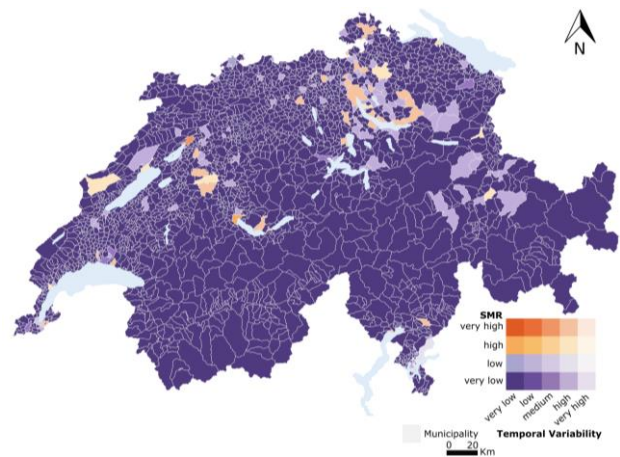 N
SMR
very high
high
low
very low
very low
low
medium
high
very high
Municipality
Temporal Variability
0 20
Km